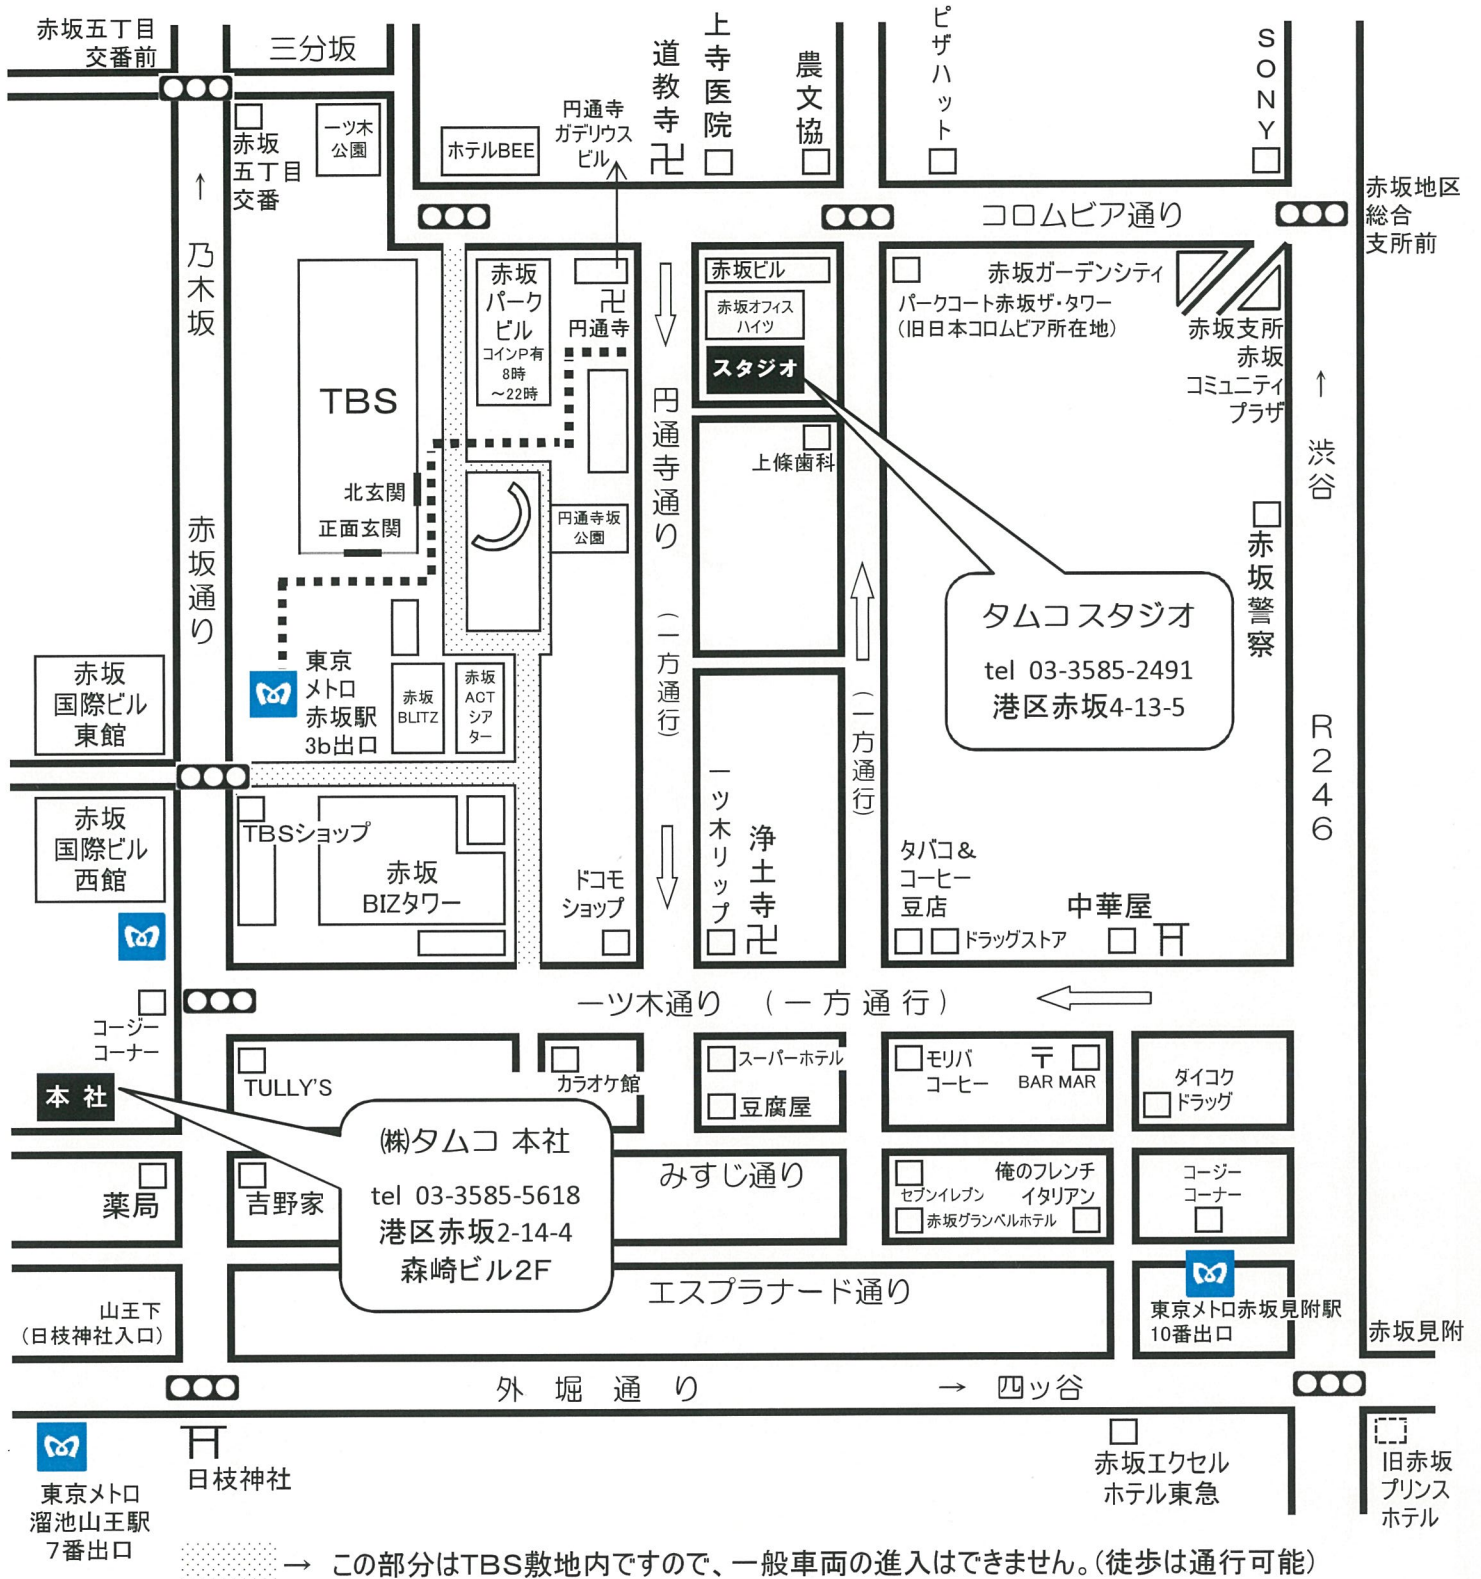 赤坂五丁目
交番前
三分坂
ピザハット
上寺医院
道教寺
農文協
SONY
円通寺
ガデリウス
ビル
赤坂
五丁目
交番
一ツ木
公園
ホテルBEE
卍
赤坂地区
総合
支所前
コロムビア通り
↑
乃木坂
赤坂
パーク
ビル
コインP有
8時
～22時
卍
円通寺
赤坂ビル
赤坂オフィス
ハイツ
スタジオ
赤坂ガーデンシティ
パークコート赤坂ザ・タワー
(旧日本コロムビア所在地)
赤坂支所
赤坂
コミュニティ
プラザ
↑
渋谷
TBS
円通寺通り
上條歯科
北玄関
正面玄関
円通寺坂
公園
赤坂通り
赤坂警察
タムコ スタジオ
tel 03-3585-2491
港区赤坂4-13-5
(一方通行)
(一方通行)
東京
メトロ
赤坂駅
3b出口
赤坂
BLITZ
赤坂
ACT
シア
ター
赤坂
国際ビル
東館
R246
赤坂
国際ビル
西館
TBSショップ
赤坂
BIZタワー
ドコモ
ショップ
一ツ木リップ
浄土寺
卍
タバコ&
コーヒー
豆店
ドラッグストア
中華屋
一ツ木通り (一方通行)
コージー
コーナー
本社
TULLY'S
カラオケ館
スーパーホテル
豆腐屋
モリバ
コーヒー
〒
BAR MAR
ダイコク
ドラッグ
㈱タムコ 本社
tel 03-3585-5618
港区赤坂2-14-4
森崎ビル2F
薬局
吉野家
みすじ通り
セブンイレブン
俺のフレンチ
イタリアン
赤坂グランベルホテル
コージー
コーナー
山王下
(日枝神社入口)
エスプラナード通り
東京メトロ赤坂見附駅
10番出口
赤坂見附
外堀通り → 四ッ谷
東京メトロ
溜池山王駅
7番出口
日枝神社
赤坂エクセル
ホテル東急
旧赤坂
プリンス
ホテル
→ この部分はTBS敷地内ですので、一般車両の進入はできません。(徒歩は通行可能)